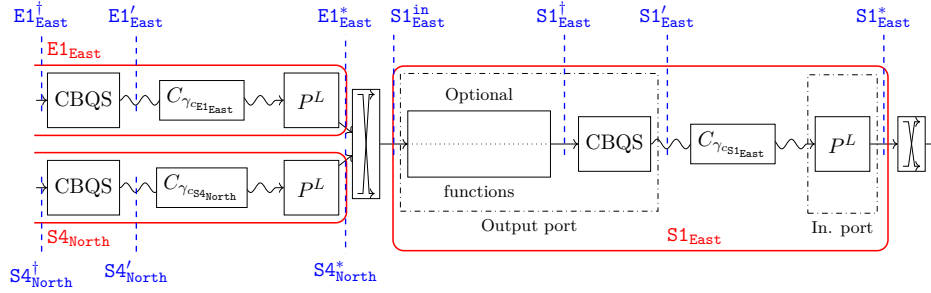 E1†East E1′East E1*East S1inEast S1†East S1′East S1*East
E1East
CBQS CγcE1East PL
Optional
functions
CBQS CγcS1East PL
Output port
In. port
S1East
CBQS CγcS4North PL
S4North
S4†North S4′North S4*North